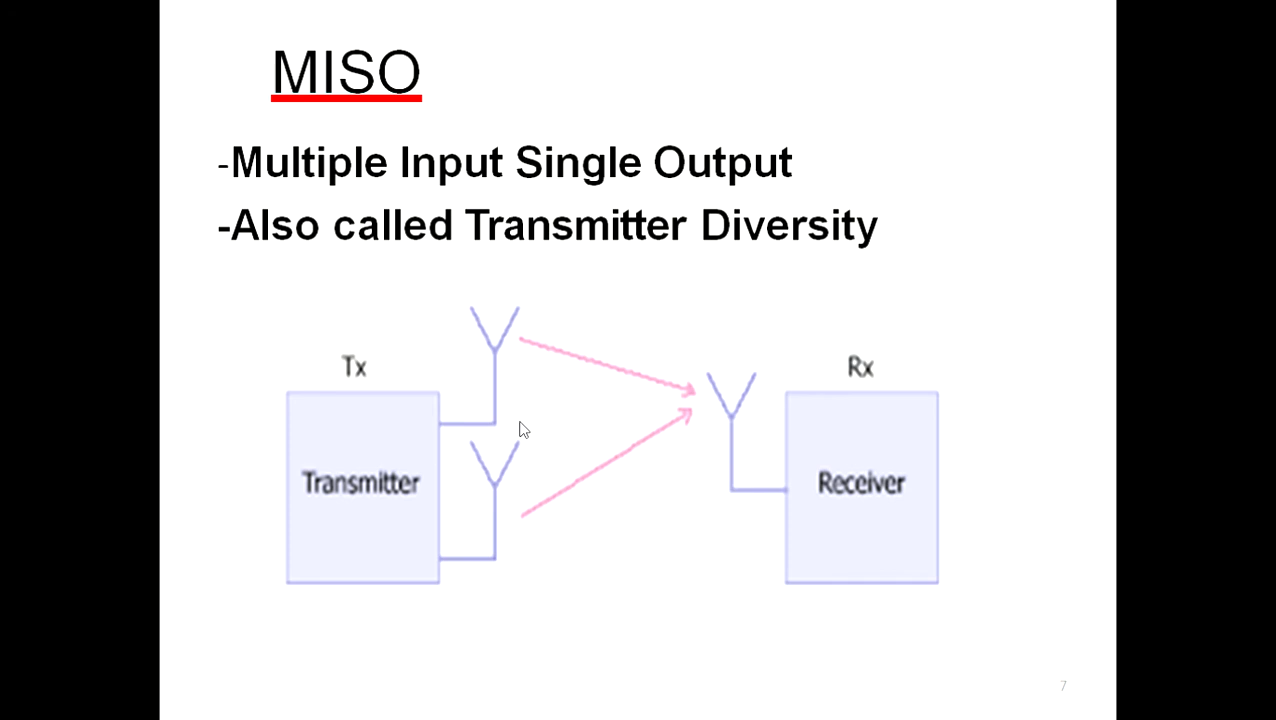 MISO
-Multiple Input Single Output
-Also called Transmitter Diversity
Tx
Rx
Transmitter
Receiver
7